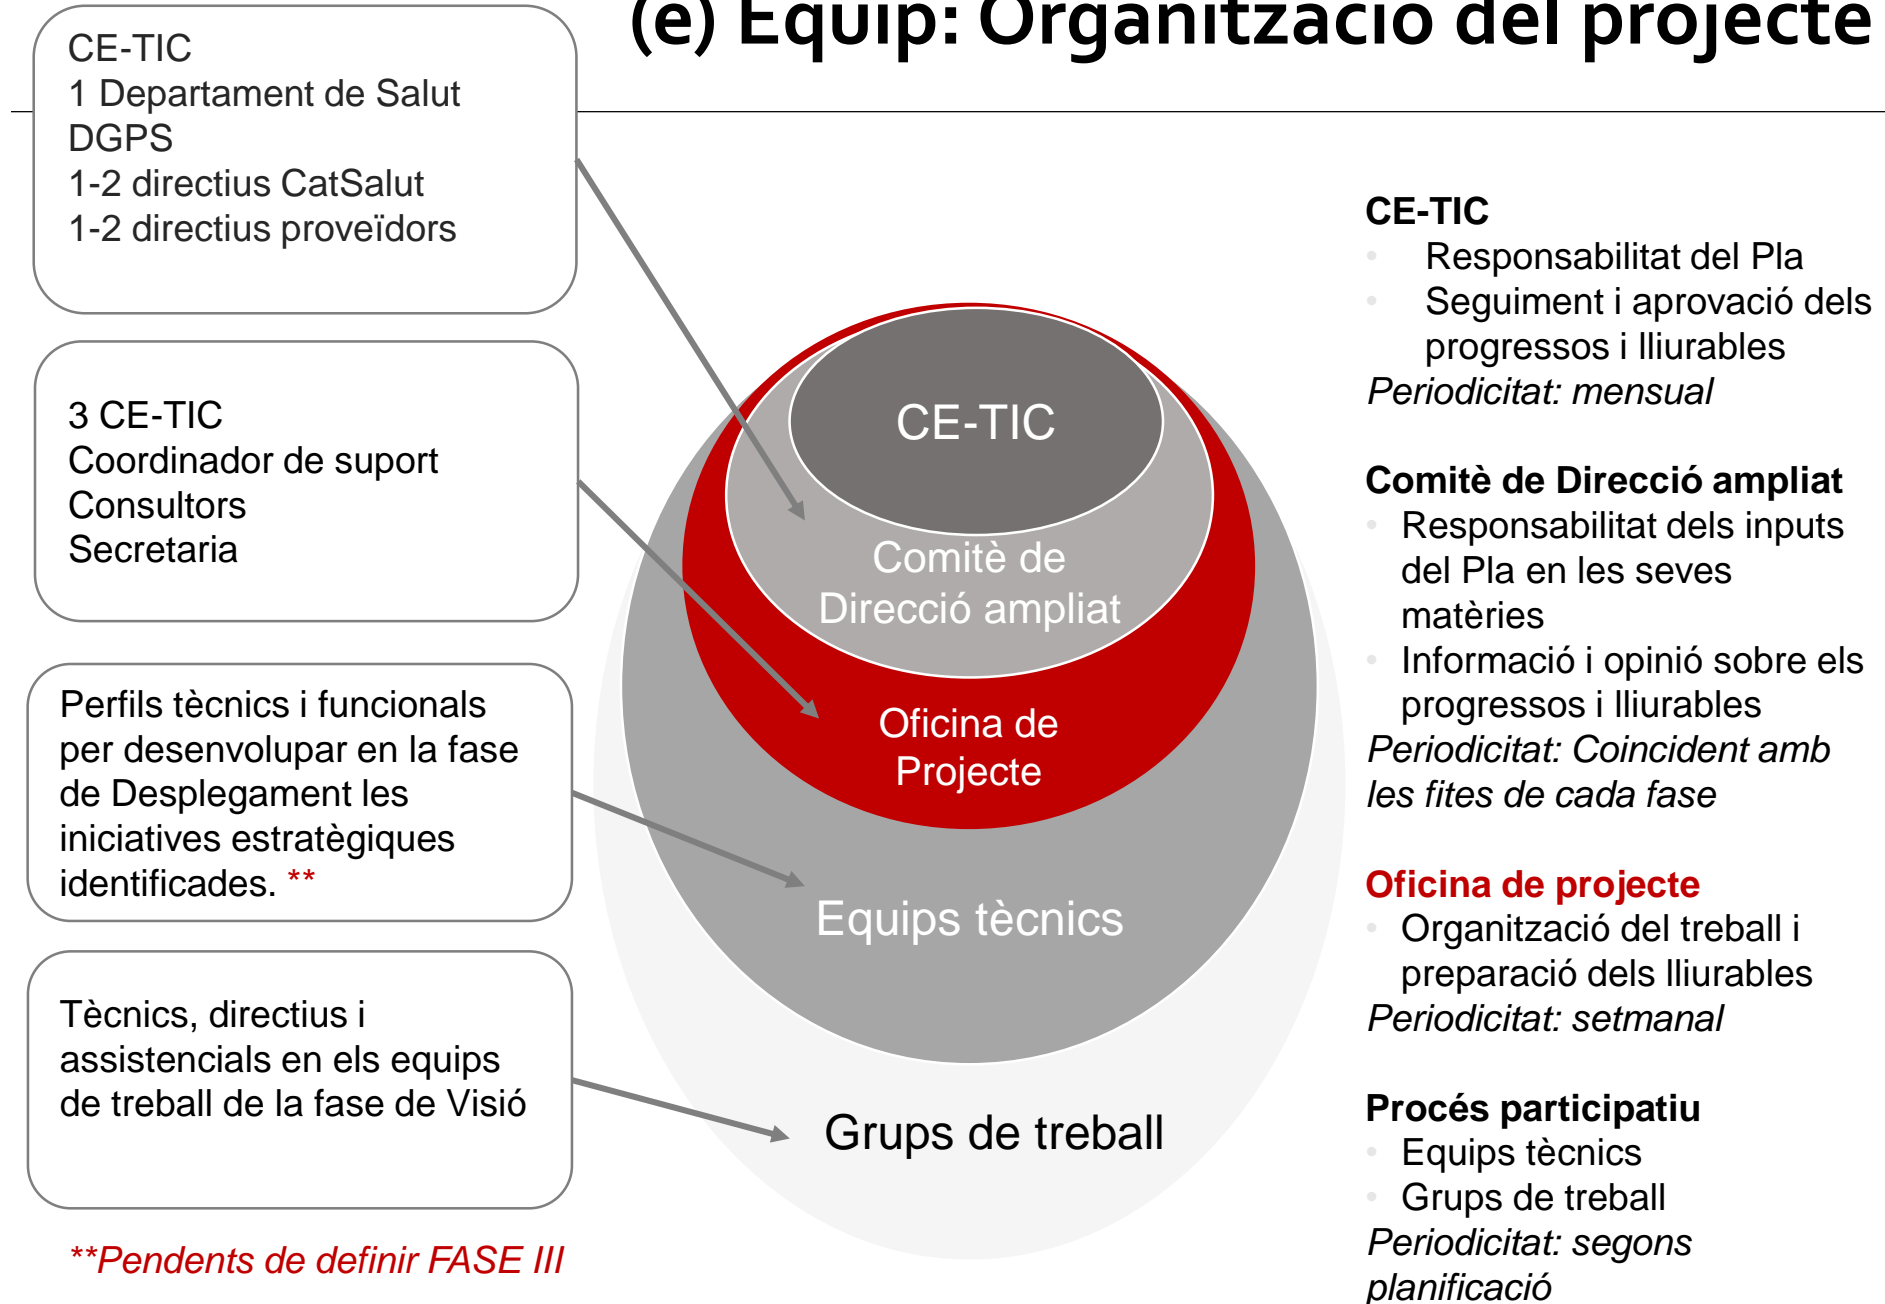 (e) Equip: Organització del projecte
CE-TIC
1 Departament de Salut
DGPS
1-2 directius CatSalut
1-2 directius proveïdors
3 CE-TIC
Coordinador de suport
Consultors
Secretaria
Perfils tècnics i funcionals
per desenvolupar en la fase
de Desplegament les
iniciatives estratègiques
identificades. **
Tècnics, directius i
assistencials en els equips
de treball de la fase de Visió
**Pendents de definir FASE III
CE-TIC
Comitè de
Direcció ampliat
Oficina de
Projecte
Equips tècnics
Grups de treball
CE-TIC
• Responsabilitat del Pla
• Seguiment i aprovació dels
progressos i lliurables
Periodicitat: mensual
Comitè de Direcció ampliat
• Responsabilitat dels inputs
del Pla en les seves
matèries
• Informació i opinió sobre els
progressos i lliurables
Periodicitat: Coincident amb
les fites de cada fase
Oficina de projecte
• Organització del treball i
preparació dels lliurables
Periodicitat: setmanal
Procés participatiu
• Equips tècnics
• Grups de treball
Periodicitat: segons
planificació